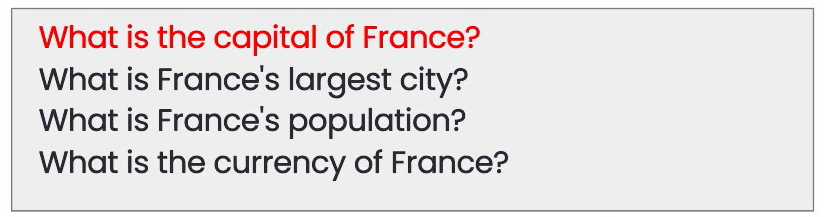 What is the capital of France?
What is France's largest city?
What is France's population?
What is the currency of France?